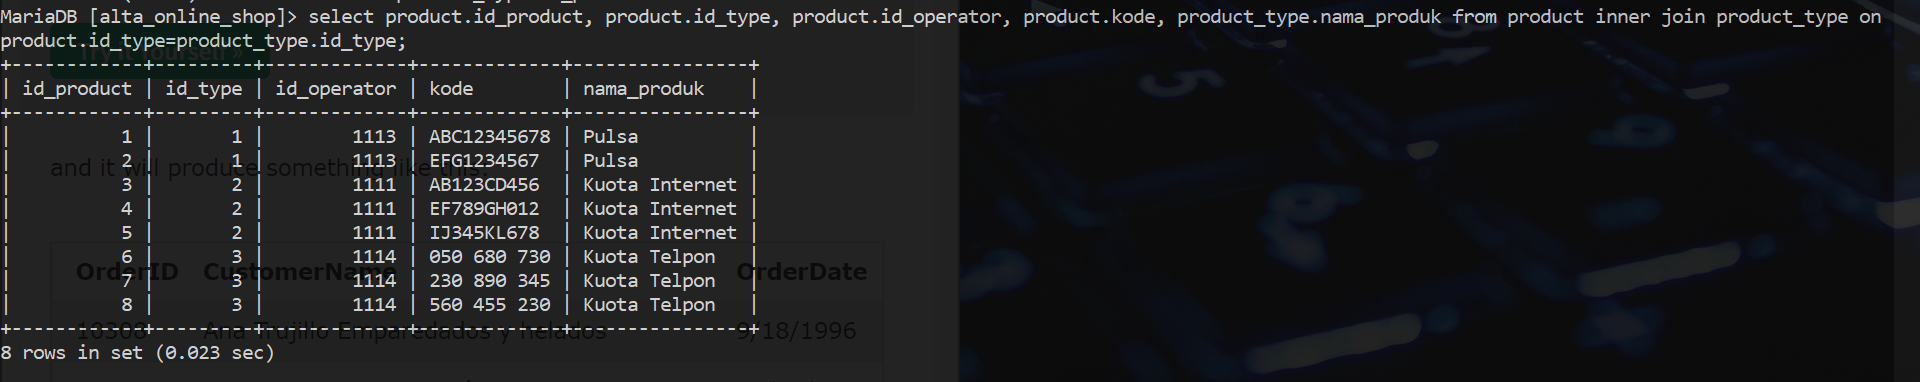 MariaDB [alta_online_shop]> select product.id_product, product.id_type, product.id_operator, product.kode, product_type.nama_produk from product inner join product_type on
product.id_type=product_type.id_type;
+------------+---------+-------------+-------------+----------------+
| id_product | id_type | id_operator | kode        | nama_produk    |
+------------+---------+-------------+-------------+----------------+
|          1 |       1 |        1113 | ABC12345678 | Pulsa          |
|          2 |       1 |        1113 | EFG1234567  | Pulsa          |
and it will produce something like this:
|          3 |       2 |        1111 | AB123CD456  | Kuota Internet |
|          4 |       2 |        1111 | EF789GH012  | Kuota Internet |
|          5 |       2 |        1111 | IJ345KL678  | Kuota Internet |
|          6 |       3 |        1114 | 050 680 730 | Kuota Telpon   |
OrderID CustomerName OrderDate
|          7 |       3 |        1114 | 230 890 345 | Kuota Telpon   |
|          8 |       3 |        1114 | 560 455 230 | Kuota Telpon   |
+------------+---------+-------------+-------------+----------------+
10308 Ana Trujillo Emparedados y helados 9/18/1996
8 rows in set (0.023 sec)